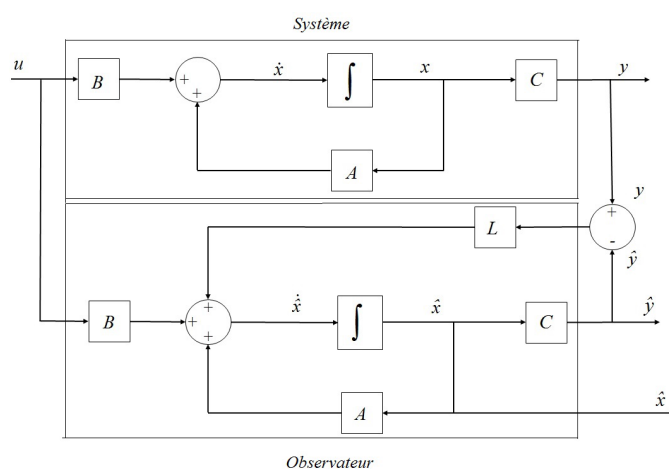 Système
u
B
+
+
ẋ
∫
x
C
y
A
y
+
-
ŷ
L
B
+
+
+
x̂̇
∫
x̂
C
ŷ
A
x̂
Observateur